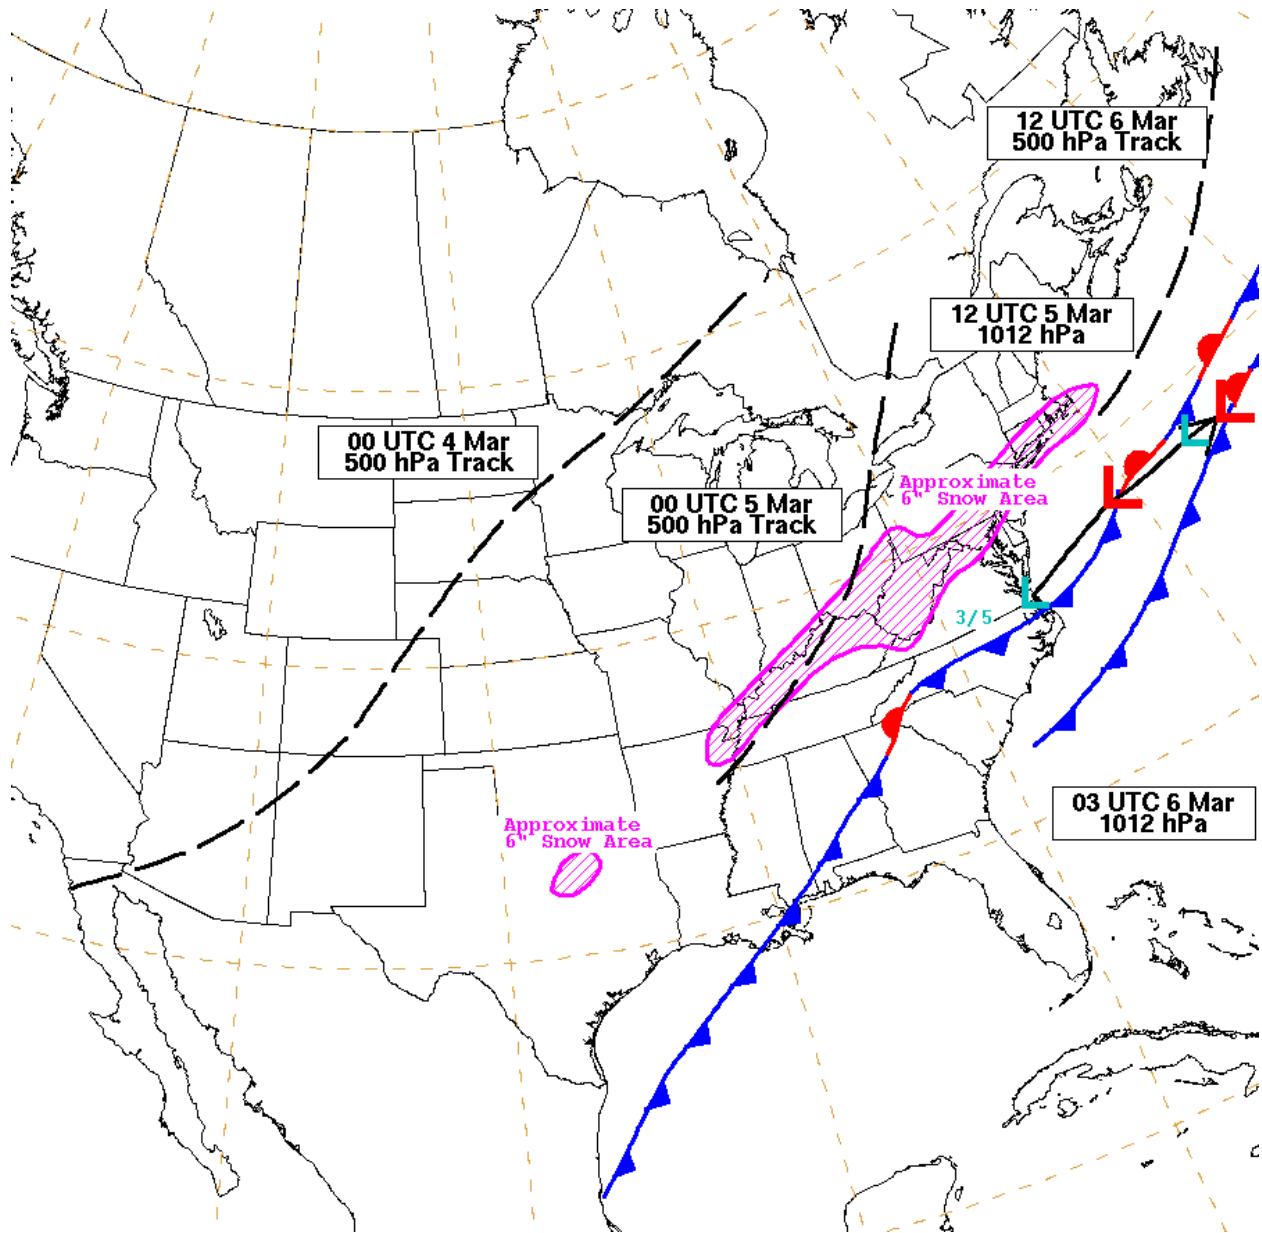 12 UTC 6 Mar
500 hPa Track
12 UTC 5 Mar
1012 hPa
00 UTC 4 Mar
500 hPa Track
Approximate
6" Snow Area
00 UTC 5 Mar
500 hPa Track
L
L
L
L
3/5
03 UTC 6 Mar
1012 hPa
Approximate
6" Snow Area